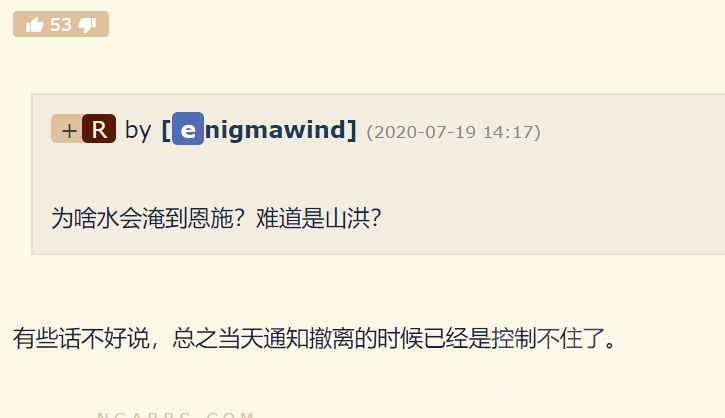 53
+ R by [enigmawind] (2020-07-19 14:17)
为啥水会淹到恩施？难道是山洪？
有些话不好说，总之当天通知撤离的时候已经是控制不住了。
NGABBS.COM